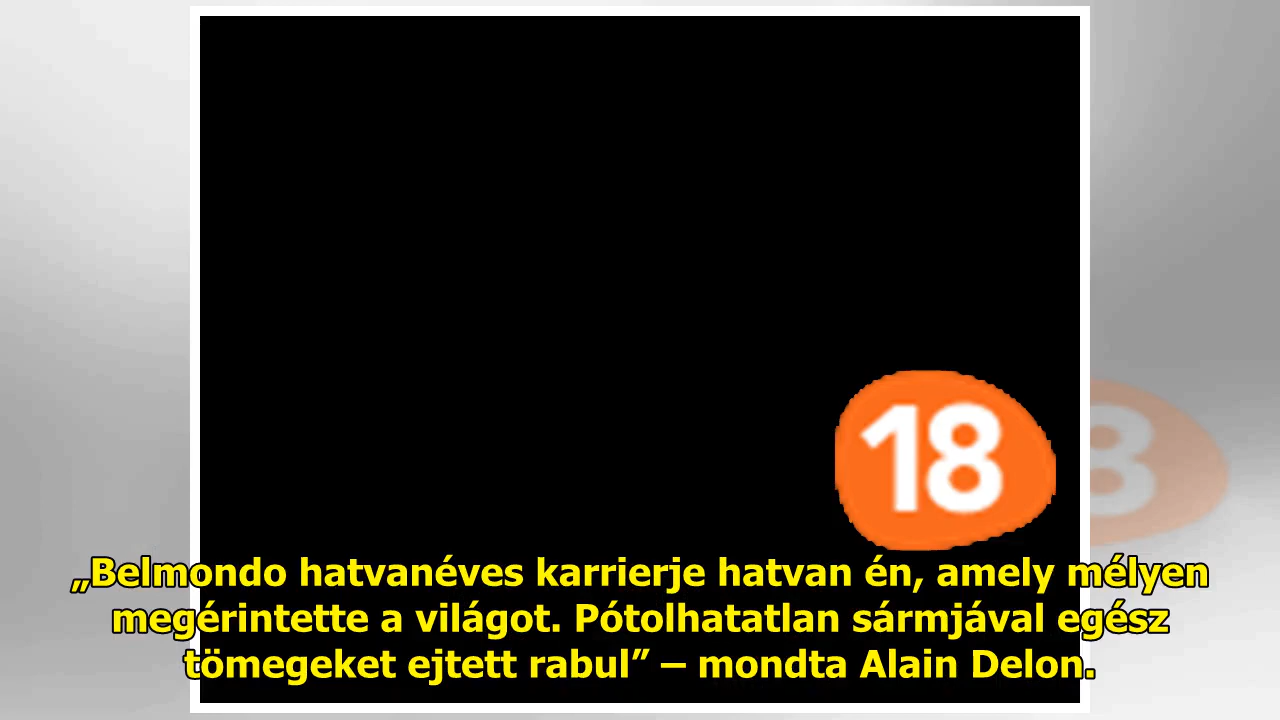 18
8
„Belmondo hatvanéves karrierje hatvan én, amely mélyen
megérintette a világot. Pótolhatatlan sármjával egész
tömegeket ejtett rabul” – mondta Alain Delon.